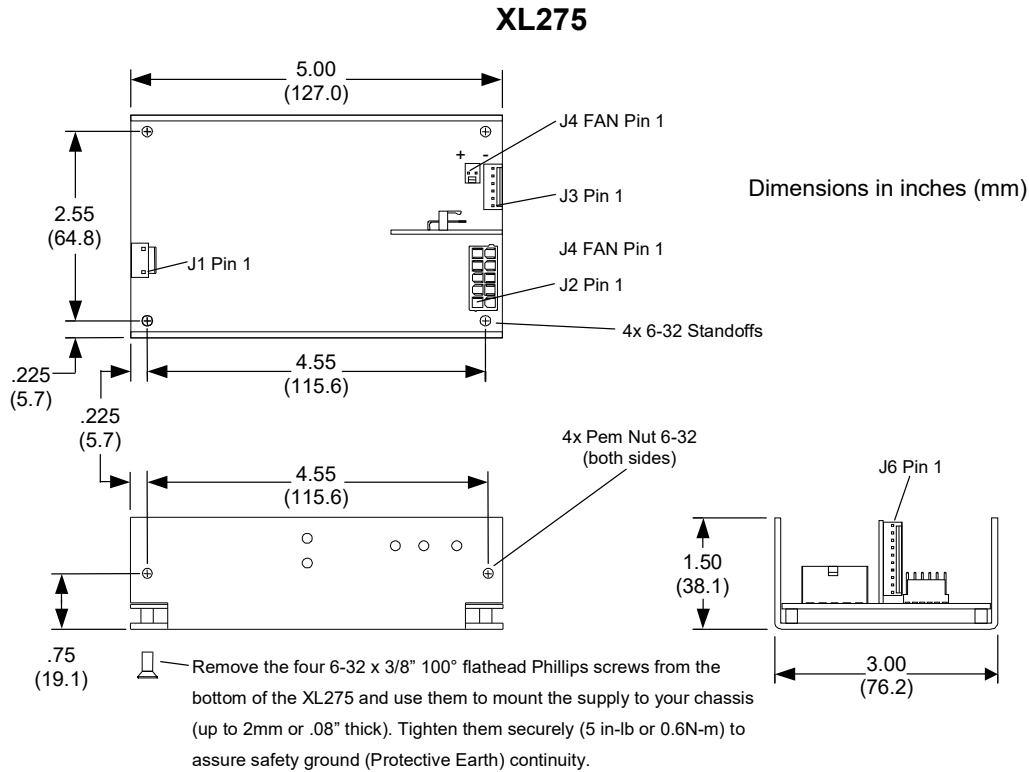 XL275
5.00
(127.0)
J4 FAN Pin 1
+ -
J3 Pin 1
Dimensions in inches (mm)
2.55
(64.8)
J1 Pin 1
J4 FAN Pin 1
J2 Pin 1
4x 6-32 Standoffs
4.55
(115.6)
.225
(5.7)
.225
(5.7)
4x Pem Nut 6-32
(both sides)
4.55
(115.6)
J6 Pin 1
1.50
(38.1)
.75
(19.1)
3.00
(76.2)
Remove the four 6-32 x 3/8” 100° flathead Phillips screws from the
bottom of the XL275 and use them to mount the supply to your chassis
(up to 2mm or .08” thick). Tighten them securely (5 in-lb or 0.6N-m) to
assure safety ground (Protective Earth) continuity.